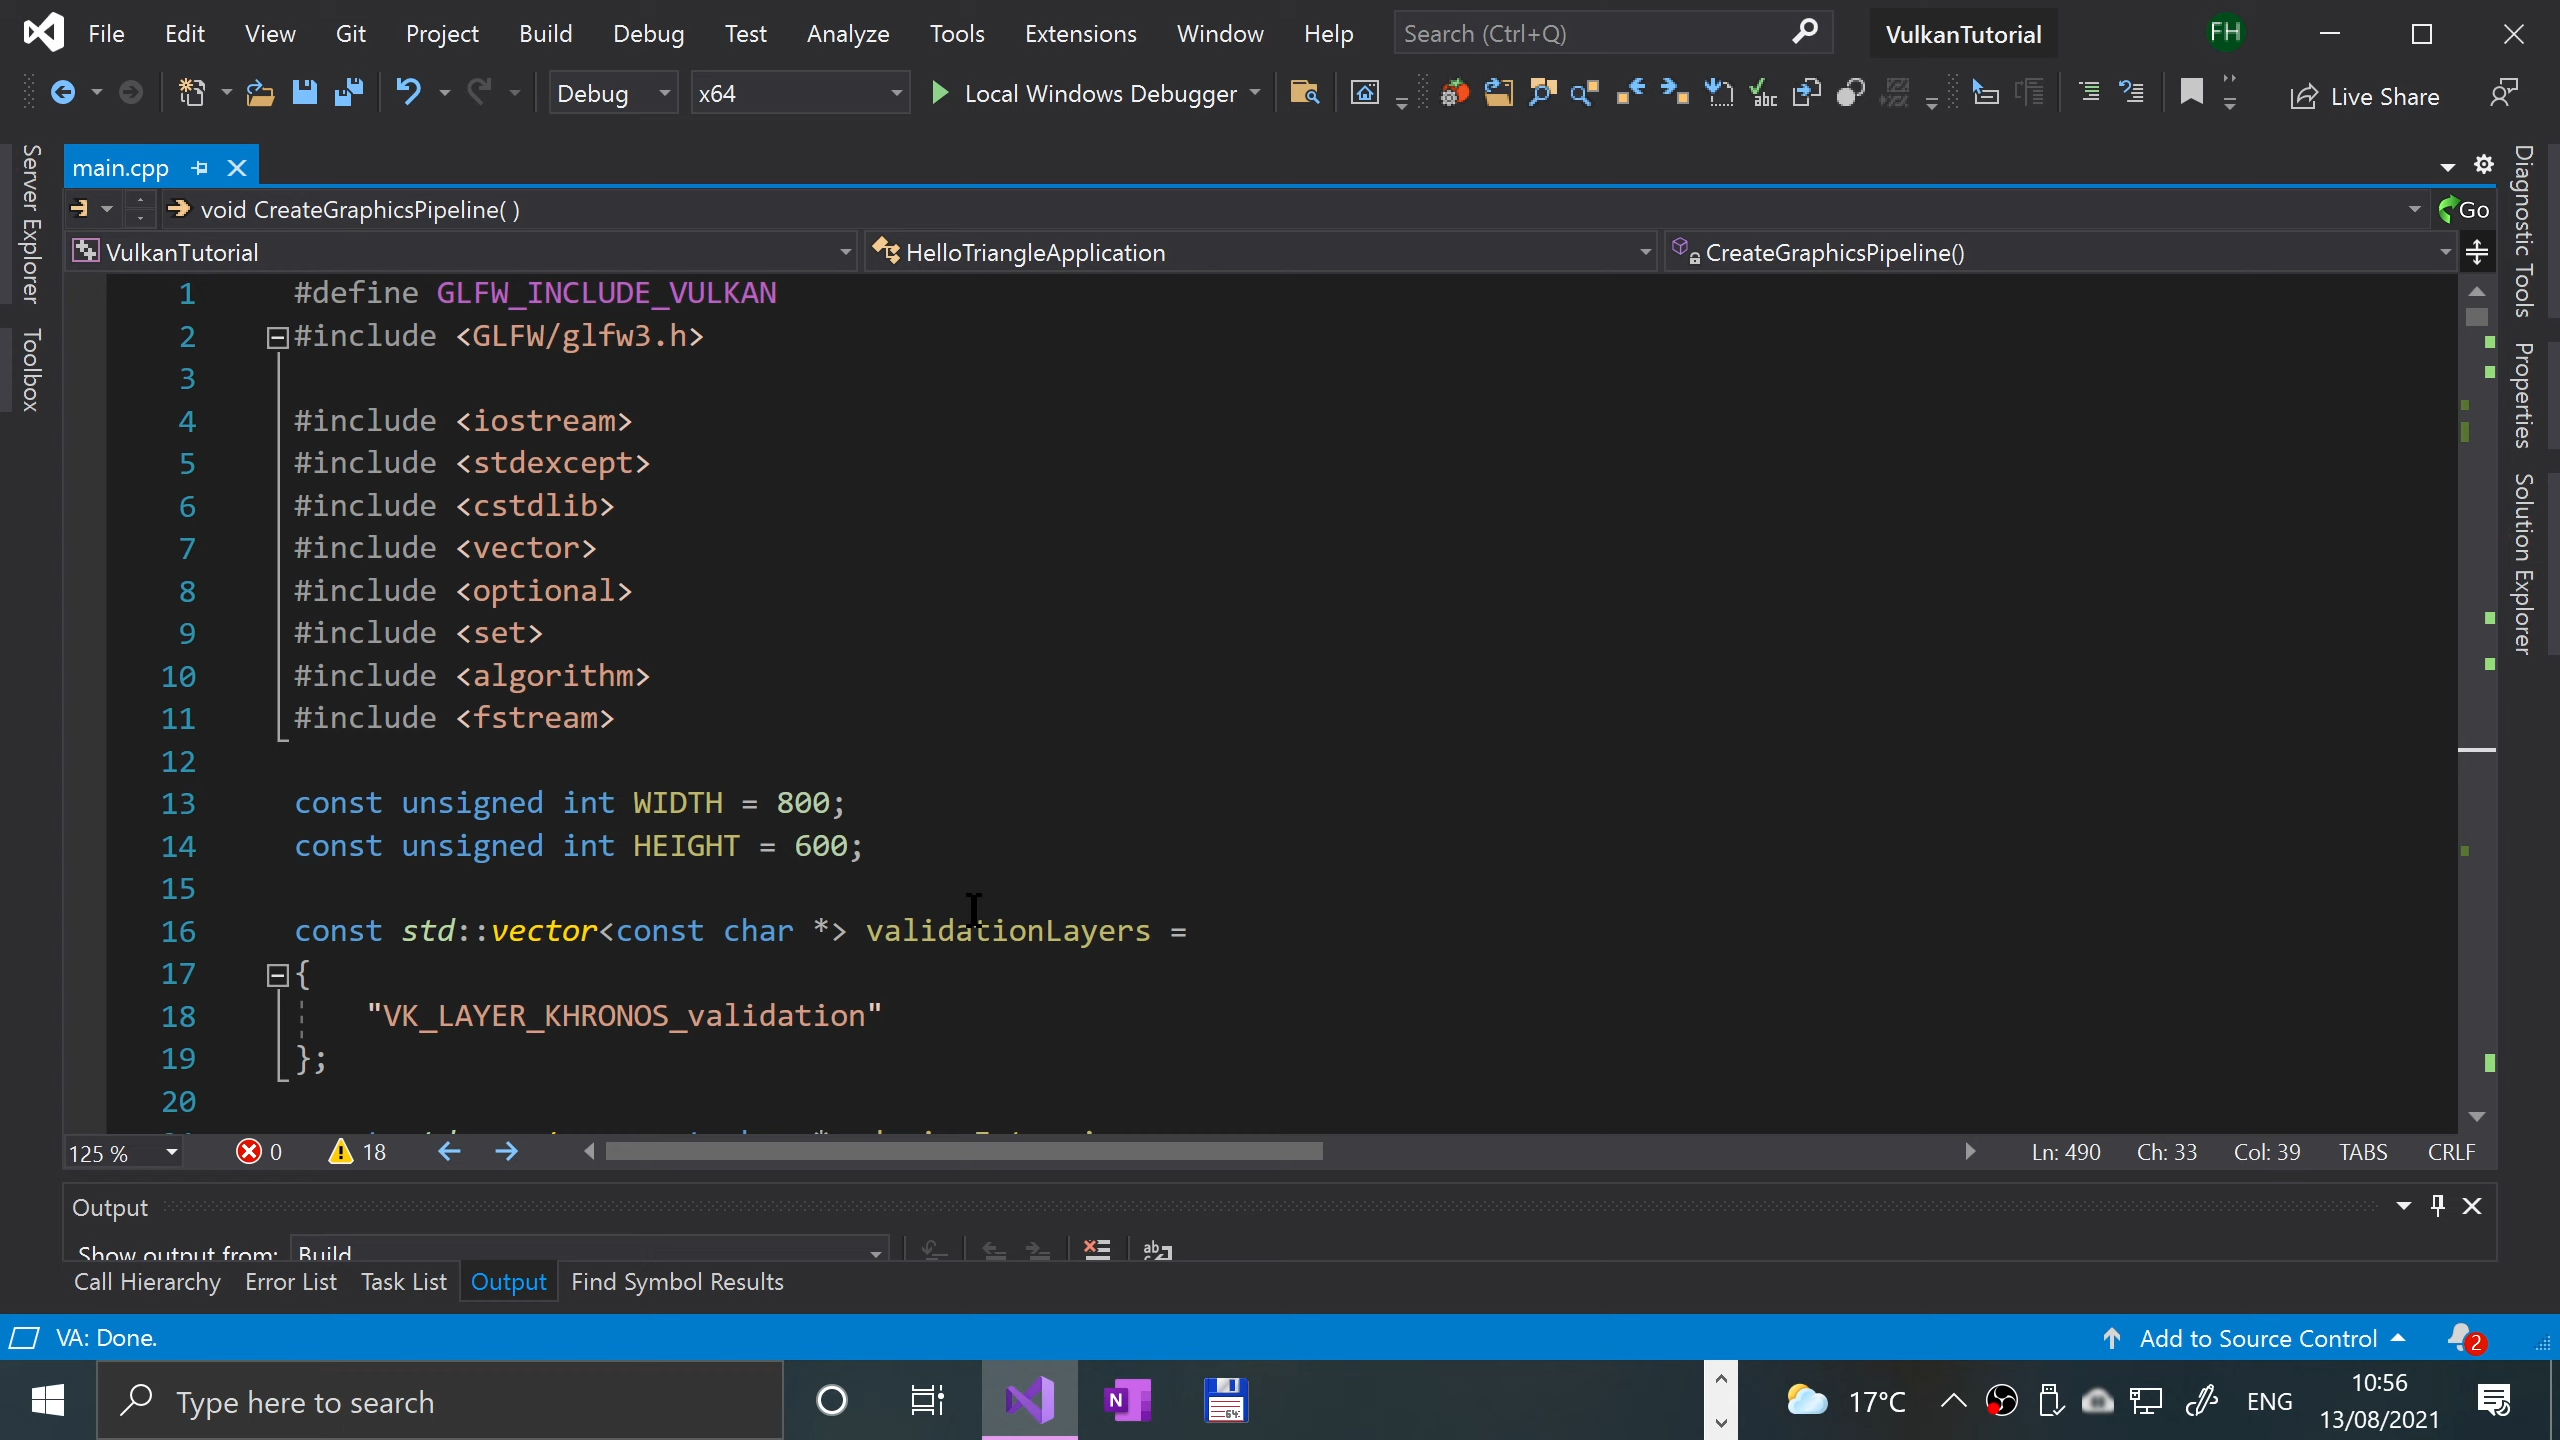 File Edit View Git Project Build Debug Test Analyze Tools Extensions Window Help Search (Ctrl+Q) VulkanTutorial FH
Debug x64 Local Windows Debugger Live Share
main.cpp
void CreateGraphicsPipeline( ) Go
VulkanTutorial HelloTriangleApplication CreateGraphicsPipeline()
Server Explorer
Toolbox
Diagnostic Tools
Properties
Solution Explorer
1 #define GLFW_INCLUDE_VULKAN
2 #include <GLFW/glfw3.h>
3
4 #include <iostream>
5 #include <stdexcept>
6 #include <cstdlib>
7 #include <vector>
8 #include <optional>
9 #include <set>
10 #include <algorithm>
11 #include <fstream>
12
13 const unsigned int WIDTH = 800;
14 const unsigned int HEIGHT = 600;
15
16 const std::vector<const char *> validationLayers =
17 {
18 "VK_LAYER_KHRONOS_validation"
19 };
20
125 % 0 18 Ln: 490 Ch: 33 Col: 39 TABS CRLF
Output
Show output from: Build
Call Hierarchy Error List Task List Output Find Symbol Results
VA: Done. Add to Source Control 2
Type here to search 17°C ENG 10:56
13/08/2021